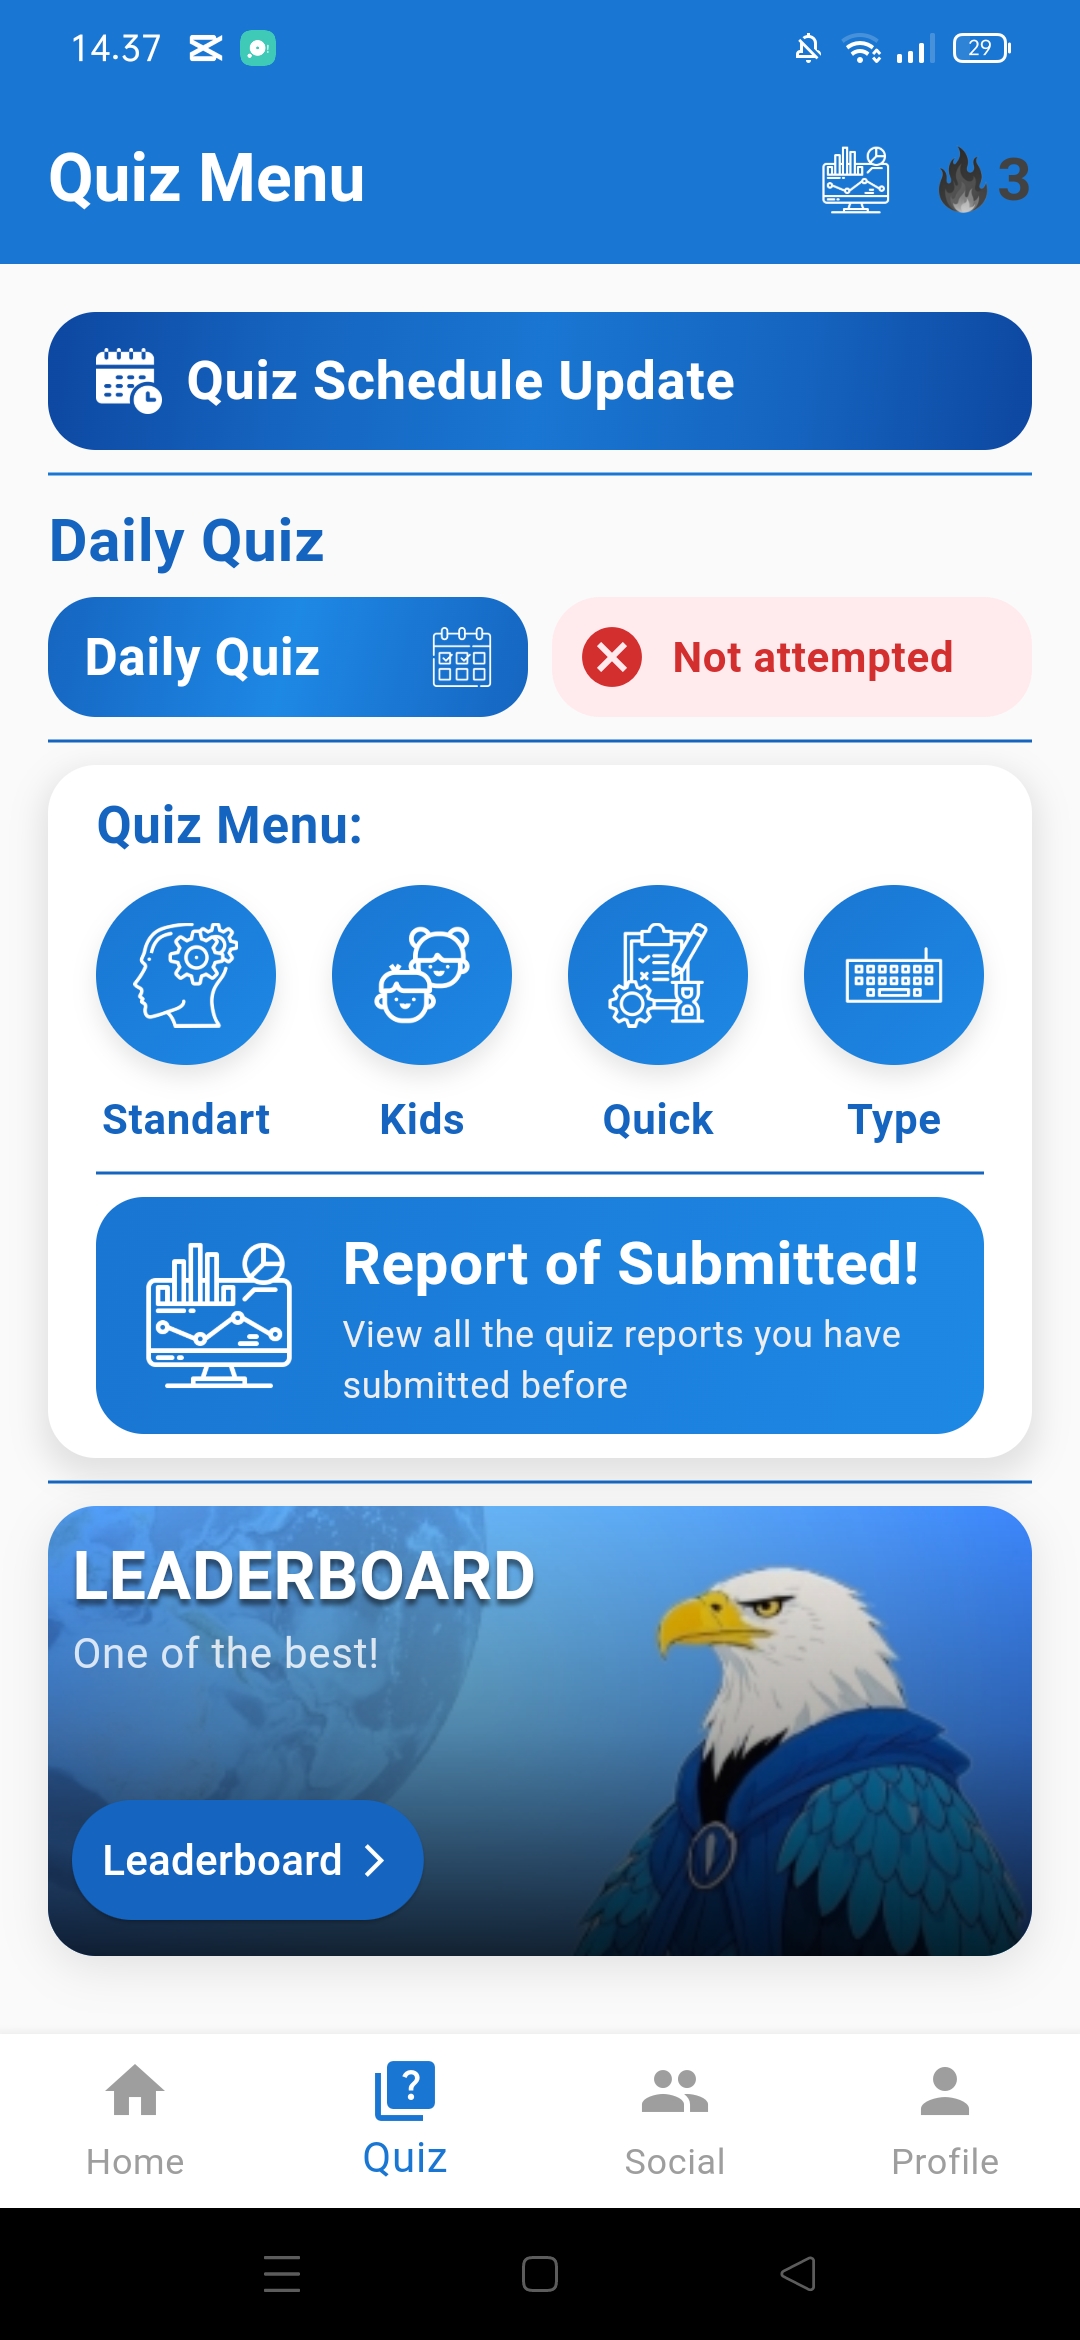 14.37
29
Quiz Menu
3
Quiz Schedule Update
Daily Quiz
Daily Quiz
Not attempted
Quiz Menu:
Standart
Kids
Quick
Type
Report of Submitted!
View all the quiz reports you have
submitted before
LEADERBOARD
One of the best!
Leaderboard
Home
Quiz
Social
Profile